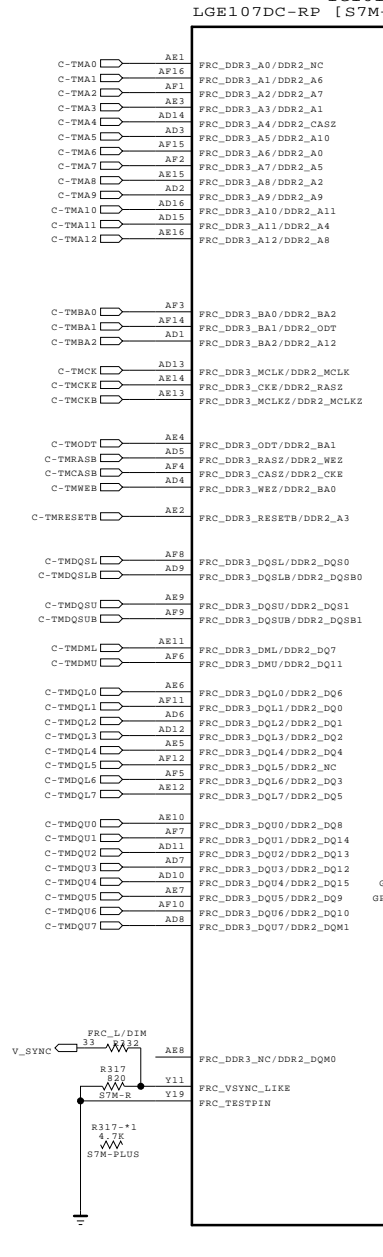 LGE107DC-RP [S7M-
C-TMA0 AE1 FRC_DDR3_A0/DDR2_NC
C-TMA1 AF16 FRC_DDR3_A1/DDR2_A6
C-TMA2 AF1 FRC_DDR3_A2/DDR2_A7
C-TMA3 AE3 FRC_DDR3_A3/DDR2_A1
C-TMA4 AD14 FRC_DDR3_A4/DDR2_CASZ
C-TMA5 AD3 FRC_DDR3_A5/DDR2_A10
C-TMA6 AF15 FRC_DDR3_A6/DDR2_A0
C-TMA7 AF2 FRC_DDR3_A7/DDR2_A5
C-TMA8 AE15 FRC_DDR3_A8/DDR2_A2
C-TMA9 AD2 FRC_DDR3_A9/DDR2_A9
C-TMA10 AD16 FRC_DDR3_A10/DDR2_A11
C-TMA11 AD15 FRC_DDR3_A11/DDR2_A4
C-TMA12 AE16 FRC_DDR3_A12/DDR2_A8
C-TMBA0 AF3 FRC_DDR3_BA0/DDR2_BA2
C-TMBA1 AF14 FRC_DDR3_BA1/DDR2_ODT
C-TMBA2 AD1 FRC_DDR3_BA2/DDR2_A12
C-TMCK AD13 FRC_DDR3_MCLK/DDR2_MCLK
C-TMCKE AE14 FRC_DDR3_CKE/DDR2_RASZ
C-TMCKB AE13 FRC_DDR3_MCLKZ/DDR2_MCLKZ
C-TMODT AE4 FRC_DDR3_ODT/DDR2_BA1
C-TMRASB AD5 FRC_DDR3_RASZ/DDR2_WEZ
C-TMCASB AF4 FRC_DDR3_CASZ/DDR2_CKE
C-TMWEB AD4 FRC_DDR3_WEZ/DDR2_BA0
C-TMRESETB AE2 FRC_DDR3_RESETB/DDR2_A3
C-TMDQSL AF8 FRC_DDR3_DQSL/DDR2_DQS0
C-TMDQSLB AD9 FRC_DDR3_DQSLB/DDR2_DQSB0
C-TMDQSU AE9 FRC_DDR3_DQSU/DDR2_DQS1
C-TMDQSUB AF9 FRC_DDR3_DQSUB/DDR2_DQSB1
C-TMDML AE11 FRC_DDR3_DML/DDR2_DQ7
C-TMDMU AF6 FRC_DDR3_DMU/DDR2_DQ11
C-TMDQL0 AE6 FRC_DDR3_DQL0/DDR2_DQ6
C-TMDQL1 AF11 FRC_DDR3_DQL1/DDR2_DQ0
C-TMDQL2 AD6 FRC_DDR3_DQL2/DDR2_DQ1
C-TMDQL3 AD12 FRC_DDR3_DQL3/DDR2_DQ2
C-TMDQL4 AE5 FRC_DDR3_DQL4/DDR2_DQ4
C-TMDQL5 AF12 FRC_DDR3_DQL5/DDR2_NC
C-TMDQL6 AF5 FRC_DDR3_DQL6/DDR2_DQ3
C-TMDQL7 AE12 FRC_DDR3_DQL7/DDR2_DQ5
C-TMDQU0 AE10 FRC_DDR3_DQU0/DDR2_DQ8
C-TMDQU1 AF7 FRC_DDR3_DQU1/DDR2_DQ14
C-TMDQU2 AD11 FRC_DDR3_DQU2/DDR2_DQ13
C-TMDQU3 AD7 FRC_DDR3_DQU3/DDR2_DQ12
C-TMDQU4 AD10 FRC_DDR3_DQU4/DDR2_DQ15 G
C-TMDQU5 AE7 FRC_DDR3_DQU5/DDR2_DQ9 GP
C-TMDQU6 AF10 FRC_DDR3_DQU6/DDR2_DQ10
C-TMDQU7 AD8 FRC_DDR3_DQU7/DDR2_DQM1
FRC_L/DIM
V_SYNC 33 R332
AE8 FRC_DDR3_NC/DDR2_DQM0
R317
820
S7M-R
Y11 FRC_VSYNC_LIKE
Y19 FRC_TESTPIN
R317-*1
4.7K
S7M-PLUS